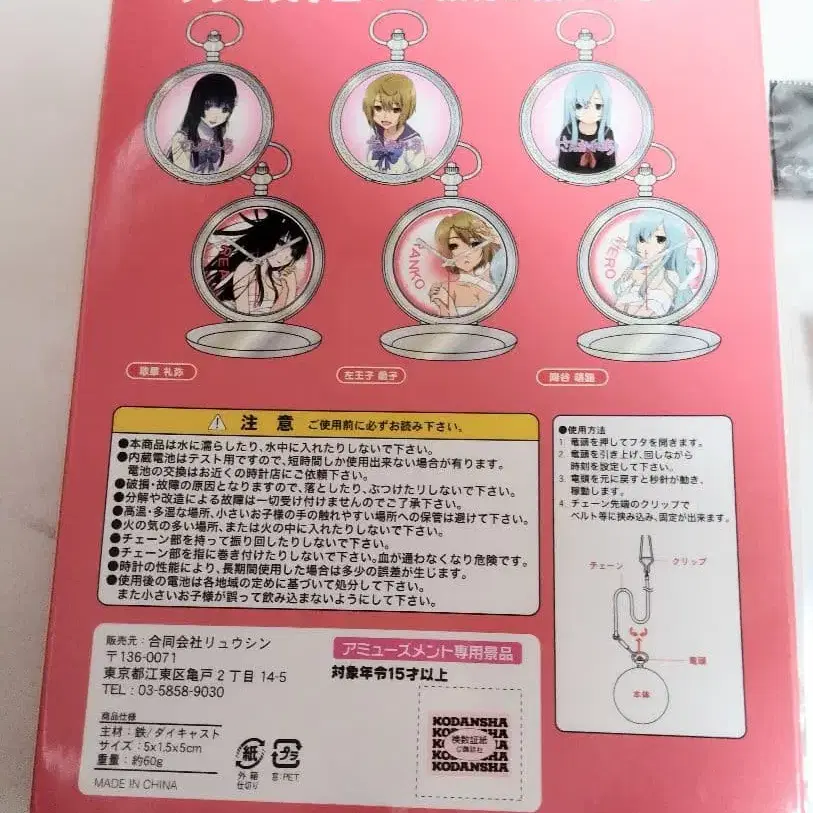 REA
RANKO
MERO
散華 礼弥
左王子 蘭子
降谷 萌路
注 意 ご使用前に必ずお読み下さい。
●本商品は水に濡らしたり、水中に入れたりしないで下さい。
●内蔵電池はテスト用ですので、短時間しか使用出来ない場合が有ります。
電池の交換はお近くの時計店にご依頼下さい。
●破損・故障の原因となりますので、落としたり、ぶつけたりしないで下さい。
●分解や改造による故障は一切受け付けませんのでご了承下さい。
●高温・多湿な場所、小さいお子様の手の触れやすい場所への保管は避けて下さい。
●火の気の多い場所、または火の中に入れたりしないで下さい。
●チェーン部を持って振り回したりしないで下さい。
●チェーン部を指に巻き付けたりしないで下さい。血が通わなくなり危険です。
●時計の性能により、長期間使用した場合は多少の誤差が生じます。
●使用後の電池は各地域の定めに基づいて処分して下さい。
また小さいお子様が誤って飲み込まないようにして下さい。
●使用方法
1. 竜頭を押してフタを開きます。
2. 竜頭を引き上げ、回しながら
時刻を設定して下さい。
3. 竜頭を元に戻すと秒針が動き、
稼動します。
4. チェーン先端のクリップで
ベルト等に挟み込み、固定が出来ます。
チェーン
クリップ
竜頭
本体
販売元：合同会社リュウシン
〒136-0071
東京都江東区亀戸 2 丁目 14-5
TEL：03-5858-9030
アミューズメント専用景品
対象年令15才以上
商品仕様
主材：鉄/ダイキャスト
サイズ：5x1.5x5cm
重量：約60g
MADE IN CHINA
紙
外箱
仕切り
プラ
窓:PET
KODANSHA
検数証紙
©講談社
KODANSHA
KODANSHA